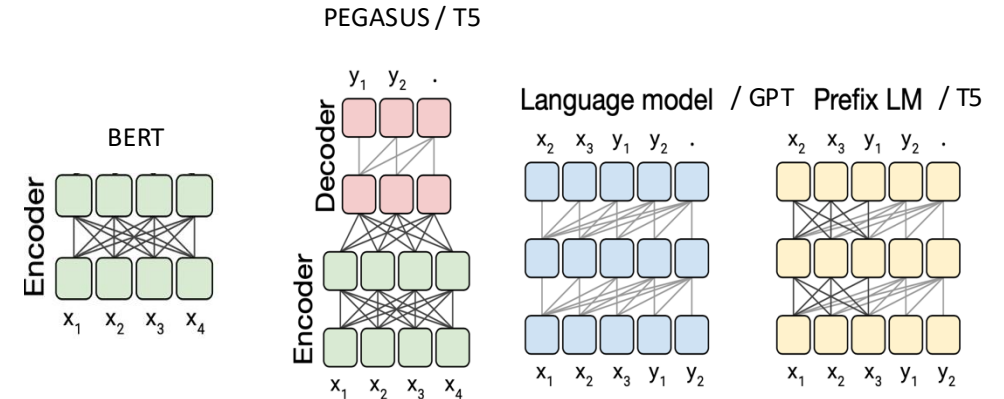 PEGASUS / T5
BERT
Encoder
x1 x2 x3 x4
y1 y2 .
Decoder
Encoder
x1 x2 x3 x4
Language model / GPT
x2 x3 y1 y2 .
x1 x2 x3 y1 y2
Prefix LM / T5
x2 x3 y1 y2 .
x1 x2 x3 y1 y2